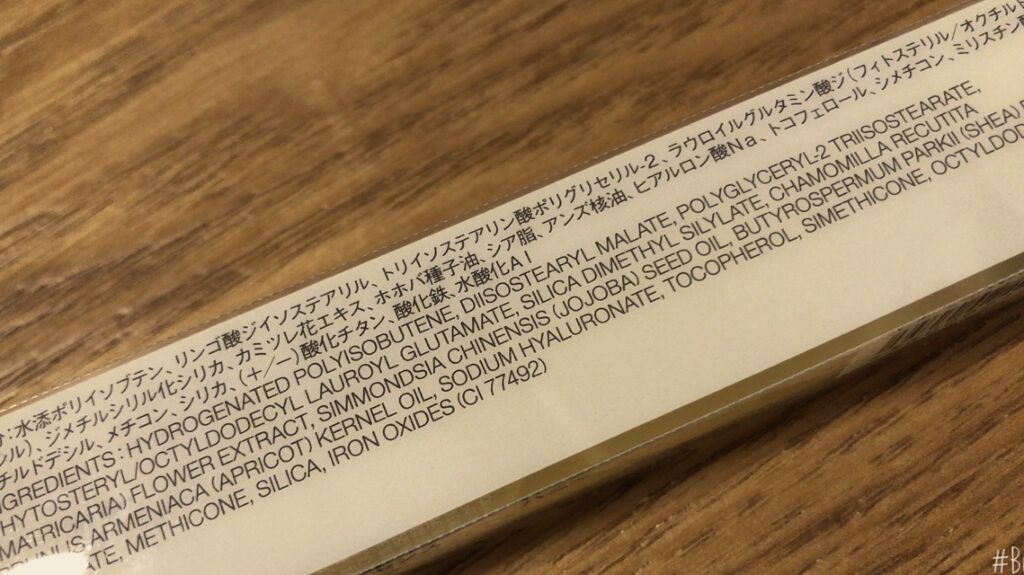 水添ポリイソブテン、リンゴ酸ジイソステアリル、トリイソステアリン酸ポリグリセリル-2、ラウロイルグルタミン酸ジ(フィトステリル/オクチルド
ル)、ジメチルシリル化シリカ、カミツレ花エキス、ホホバ種子油、シア脂、アンズ核油、ヒアルロン酸Na、トコフェロール、シメチコン、ミリスチン
チルドデシル、メチコン、シリカ、(+/-)酸化チタン、酸化鉄、水酸化Al
NGREDIENTS : HYDROGENATED POLYISOBUTENE, DIISOSTEARYL MALATE, POLYGLYCERYL-2 TRIISOSTEARATE,
HYTOSTERYL/OCTYLDODECYL LAUROYL GLUTAMATE, SILICA DIMETHYL SILYLATE, CHAMOMILLA RECUTITA
MATRICARIA) FLOWER EXTRACT, SIMMONDSIA CHINENSIS (JOJOBA) SEED OIL, BUTYROSPERMUM PARKII (SHEA)
NUS ARMENIACA (APRICOT) KERNEL OIL, SODIUM HYALURONATE, TOCOPHEROL, SIMETHICONE, OCTYLDOD
ATE, METHICONE, SILICA, IRON OXIDES (CI 77492)